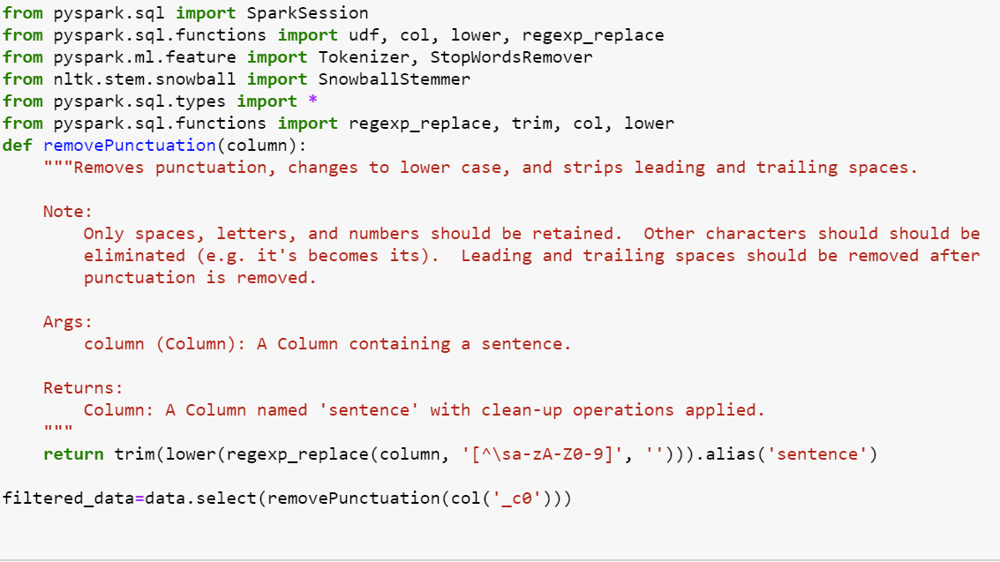 from pyspark.sql import SparkSession
from pyspark.sql.functions import udf, col, lower, regexp_replace
from pyspark.ml.feature import Tokenizer, StopWordsRemover
from nltk.stem.snowball import SnowballStemmer
from pyspark.sql.types import *
from pyspark.sql.functions import regexp_replace, trim, col, lower
def removePunctuation(column):
    """Removes punctuation, changes to lower case, and strips leading and trailing spaces.

    Note:
        Only spaces, letters, and numbers should be retained.  Other characters should should be
        eliminated (e.g. it's becomes its).  Leading and trailing spaces should be removed after
        punctuation is removed.

    Args:
        column (Column): A Column containing a sentence.

    Returns:
        Column: A Column named 'sentence' with clean-up operations applied.
    """
    return trim(lower(regexp_replace(column, '[^\sa-zA-Z0-9]', ''))).alias('sentence')

filtered_data=data.select(removePunctuation(col('_c0')))